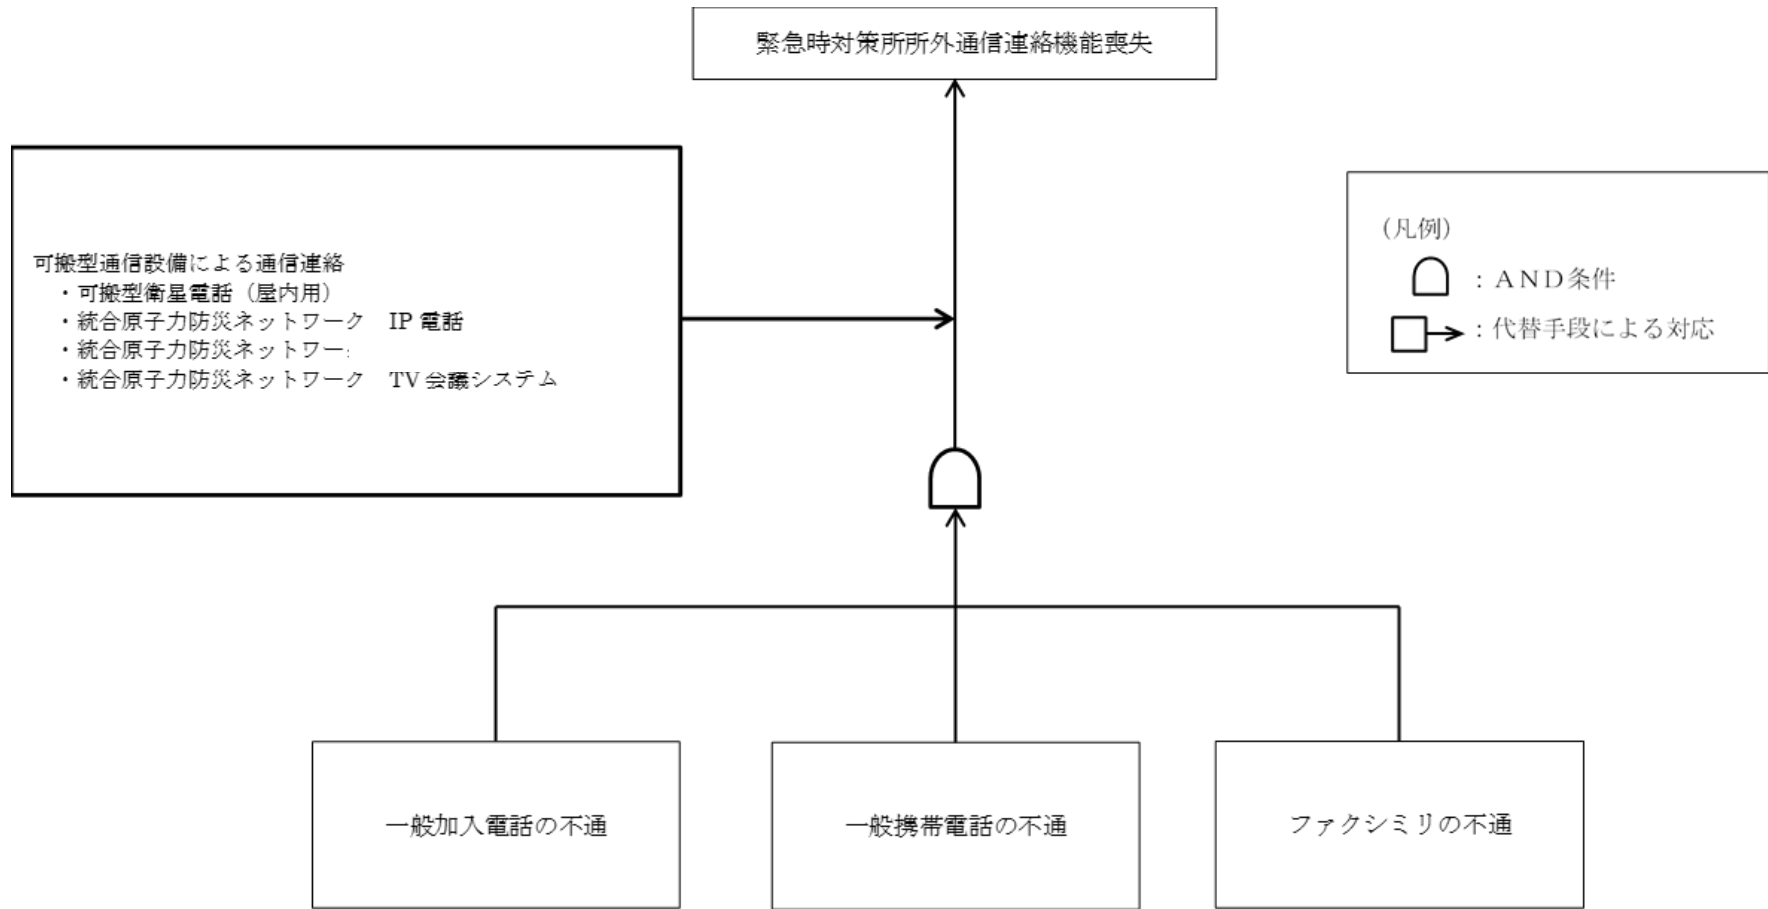 緊急時対策所所外通信連絡機能喪失
可搬型通信設備による通信連絡
・可搬型衛星電話（屋内用）
・統合原子力防災ネットワーク　IP 電話
・統合原子力防災ネットワー
・統合原子力防災ネットワーク　TV 会議システム
（凡例）
：ＡＮＤ条件
：代替手段による対応
一般加入電話の不通
一般携帯電話の不通
ファクシミリの不通